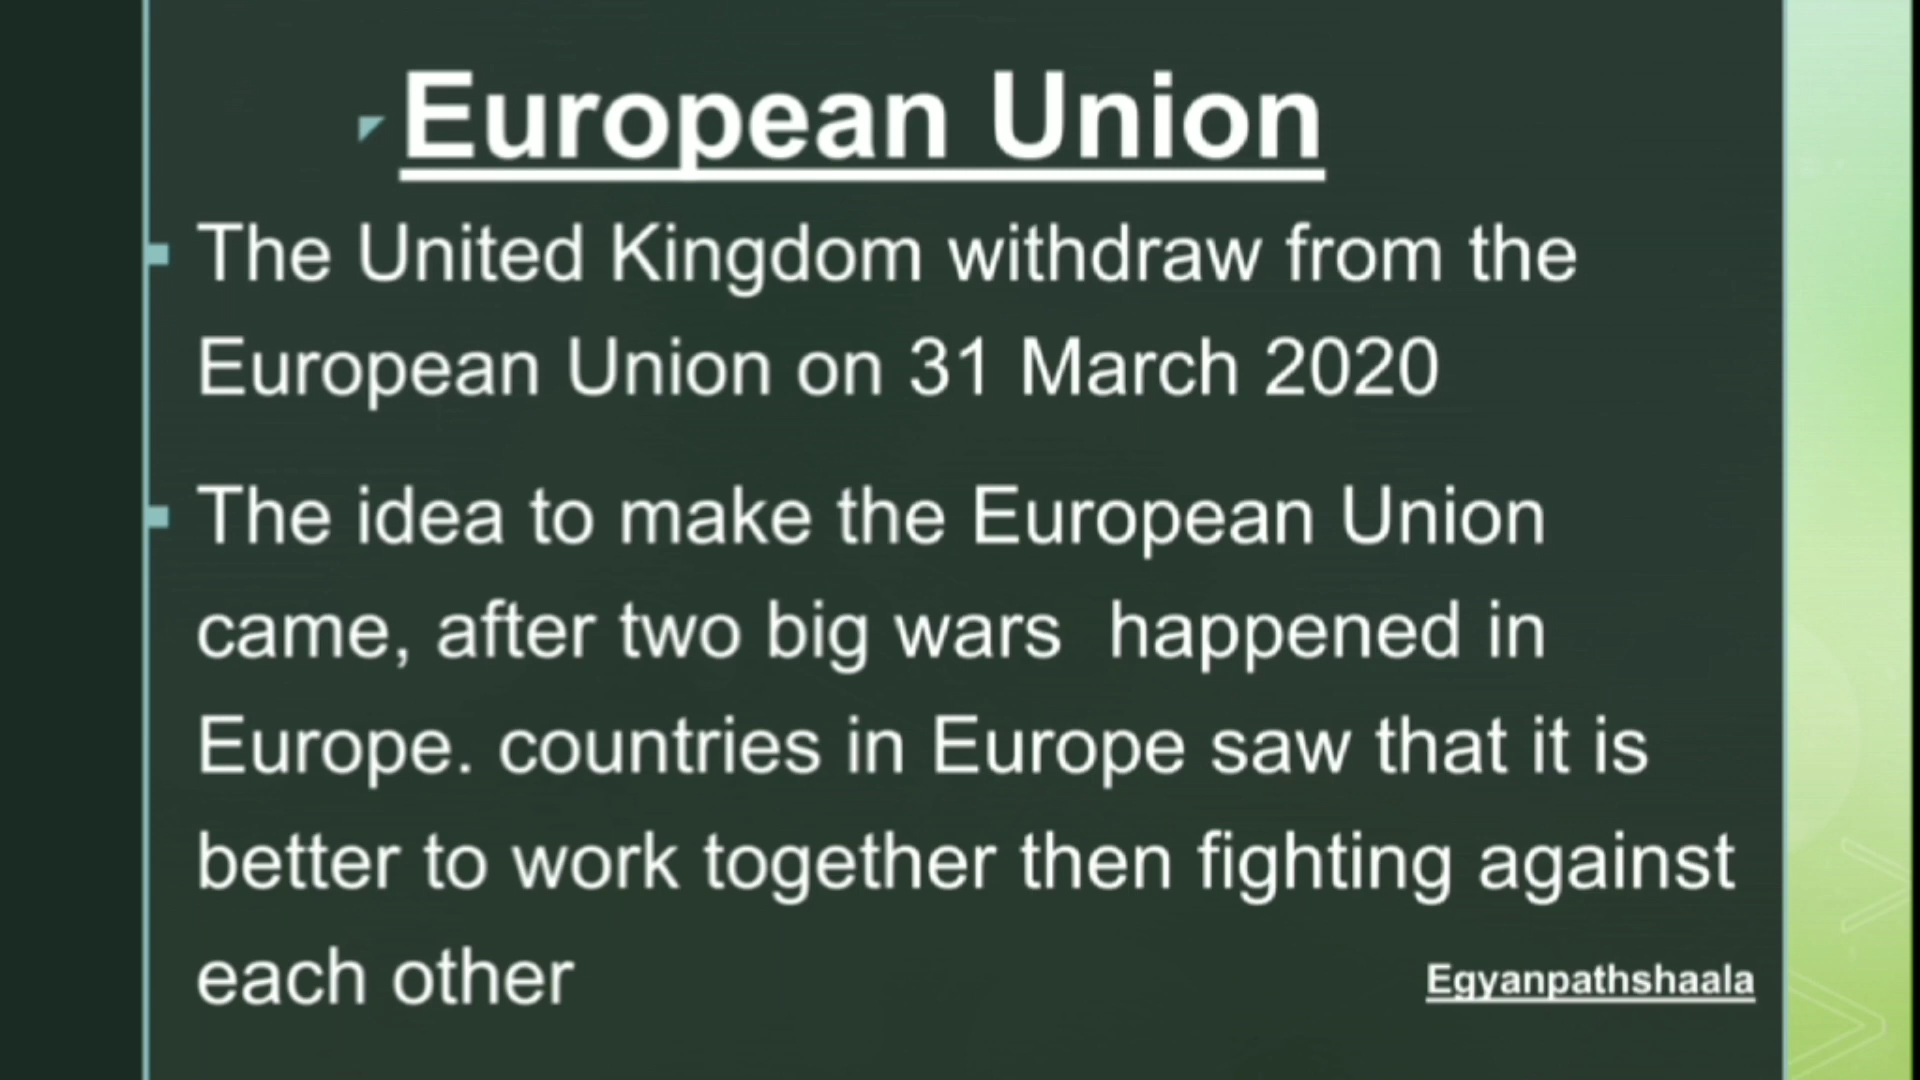 European Union
The United Kingdom withdraw from the
European Union on 31 March 2020
The idea to make the European Union
came, after two big wars  happened in
Europe. countries in Europe saw that it is
better to work together then fighting against
each other
Egyanpathshaala